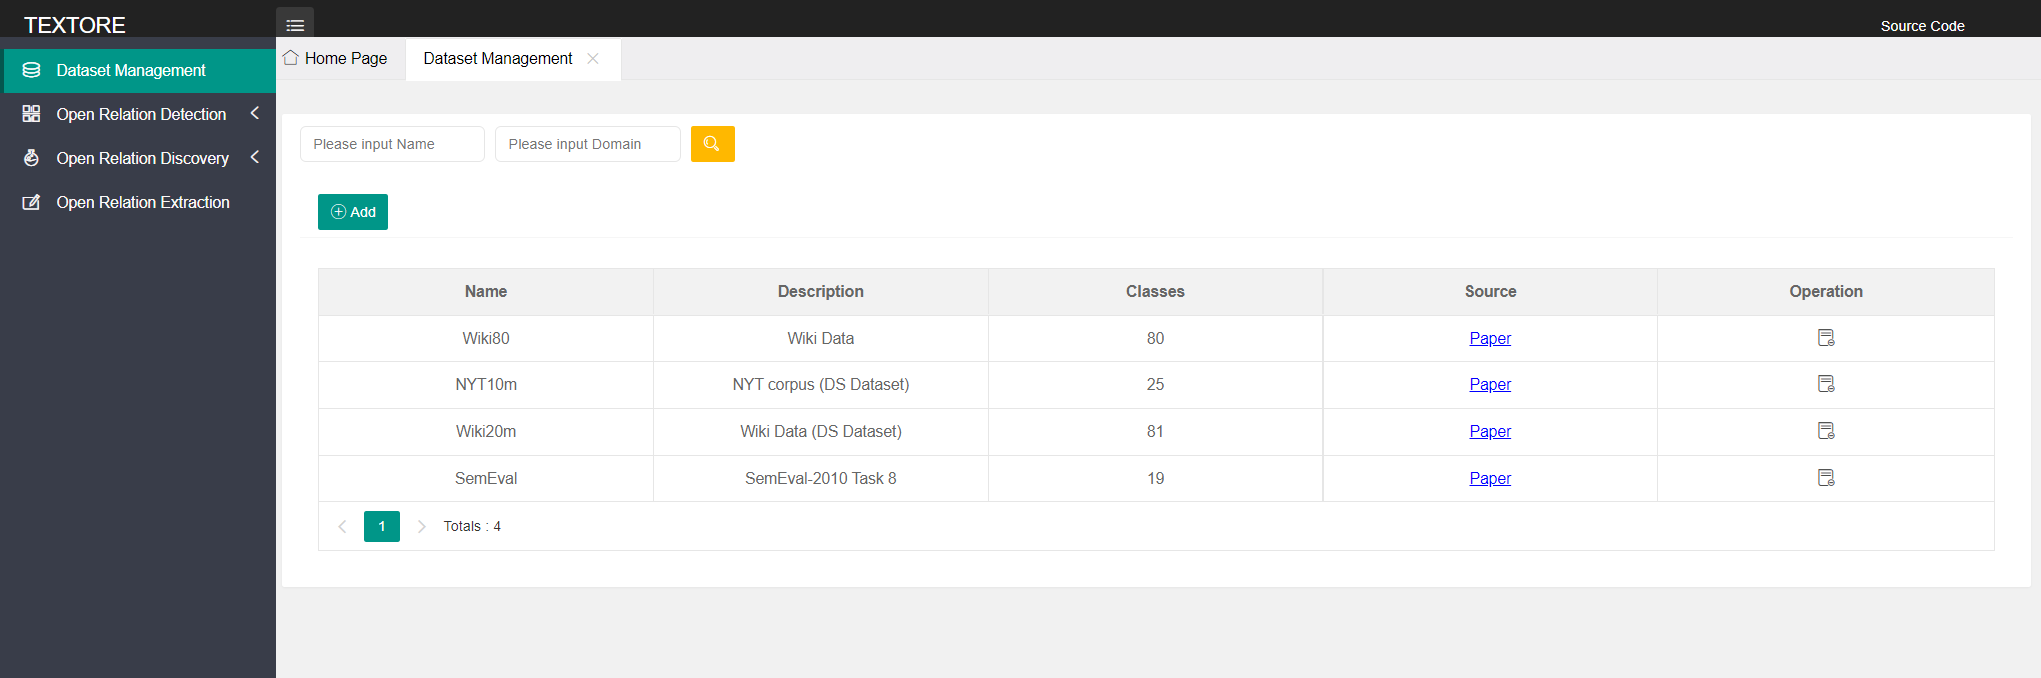 TEXTORE
Source Code
Dataset Management
Open Relation Detection
Open Relation Discovery
Open Relation Extraction
Home Page
Dataset Management
Please input Name
Please input Domain
Add
Name Description Classes Source Operation
Wiki80 Wiki Data 80 Paper
NYT10m NYT corpus (DS Dataset) 25 Paper
Wiki20m Wiki Data (DS Dataset) 81 Paper
SemEval SemEval-2010 Task 8 19 Paper
1 Totals : 4